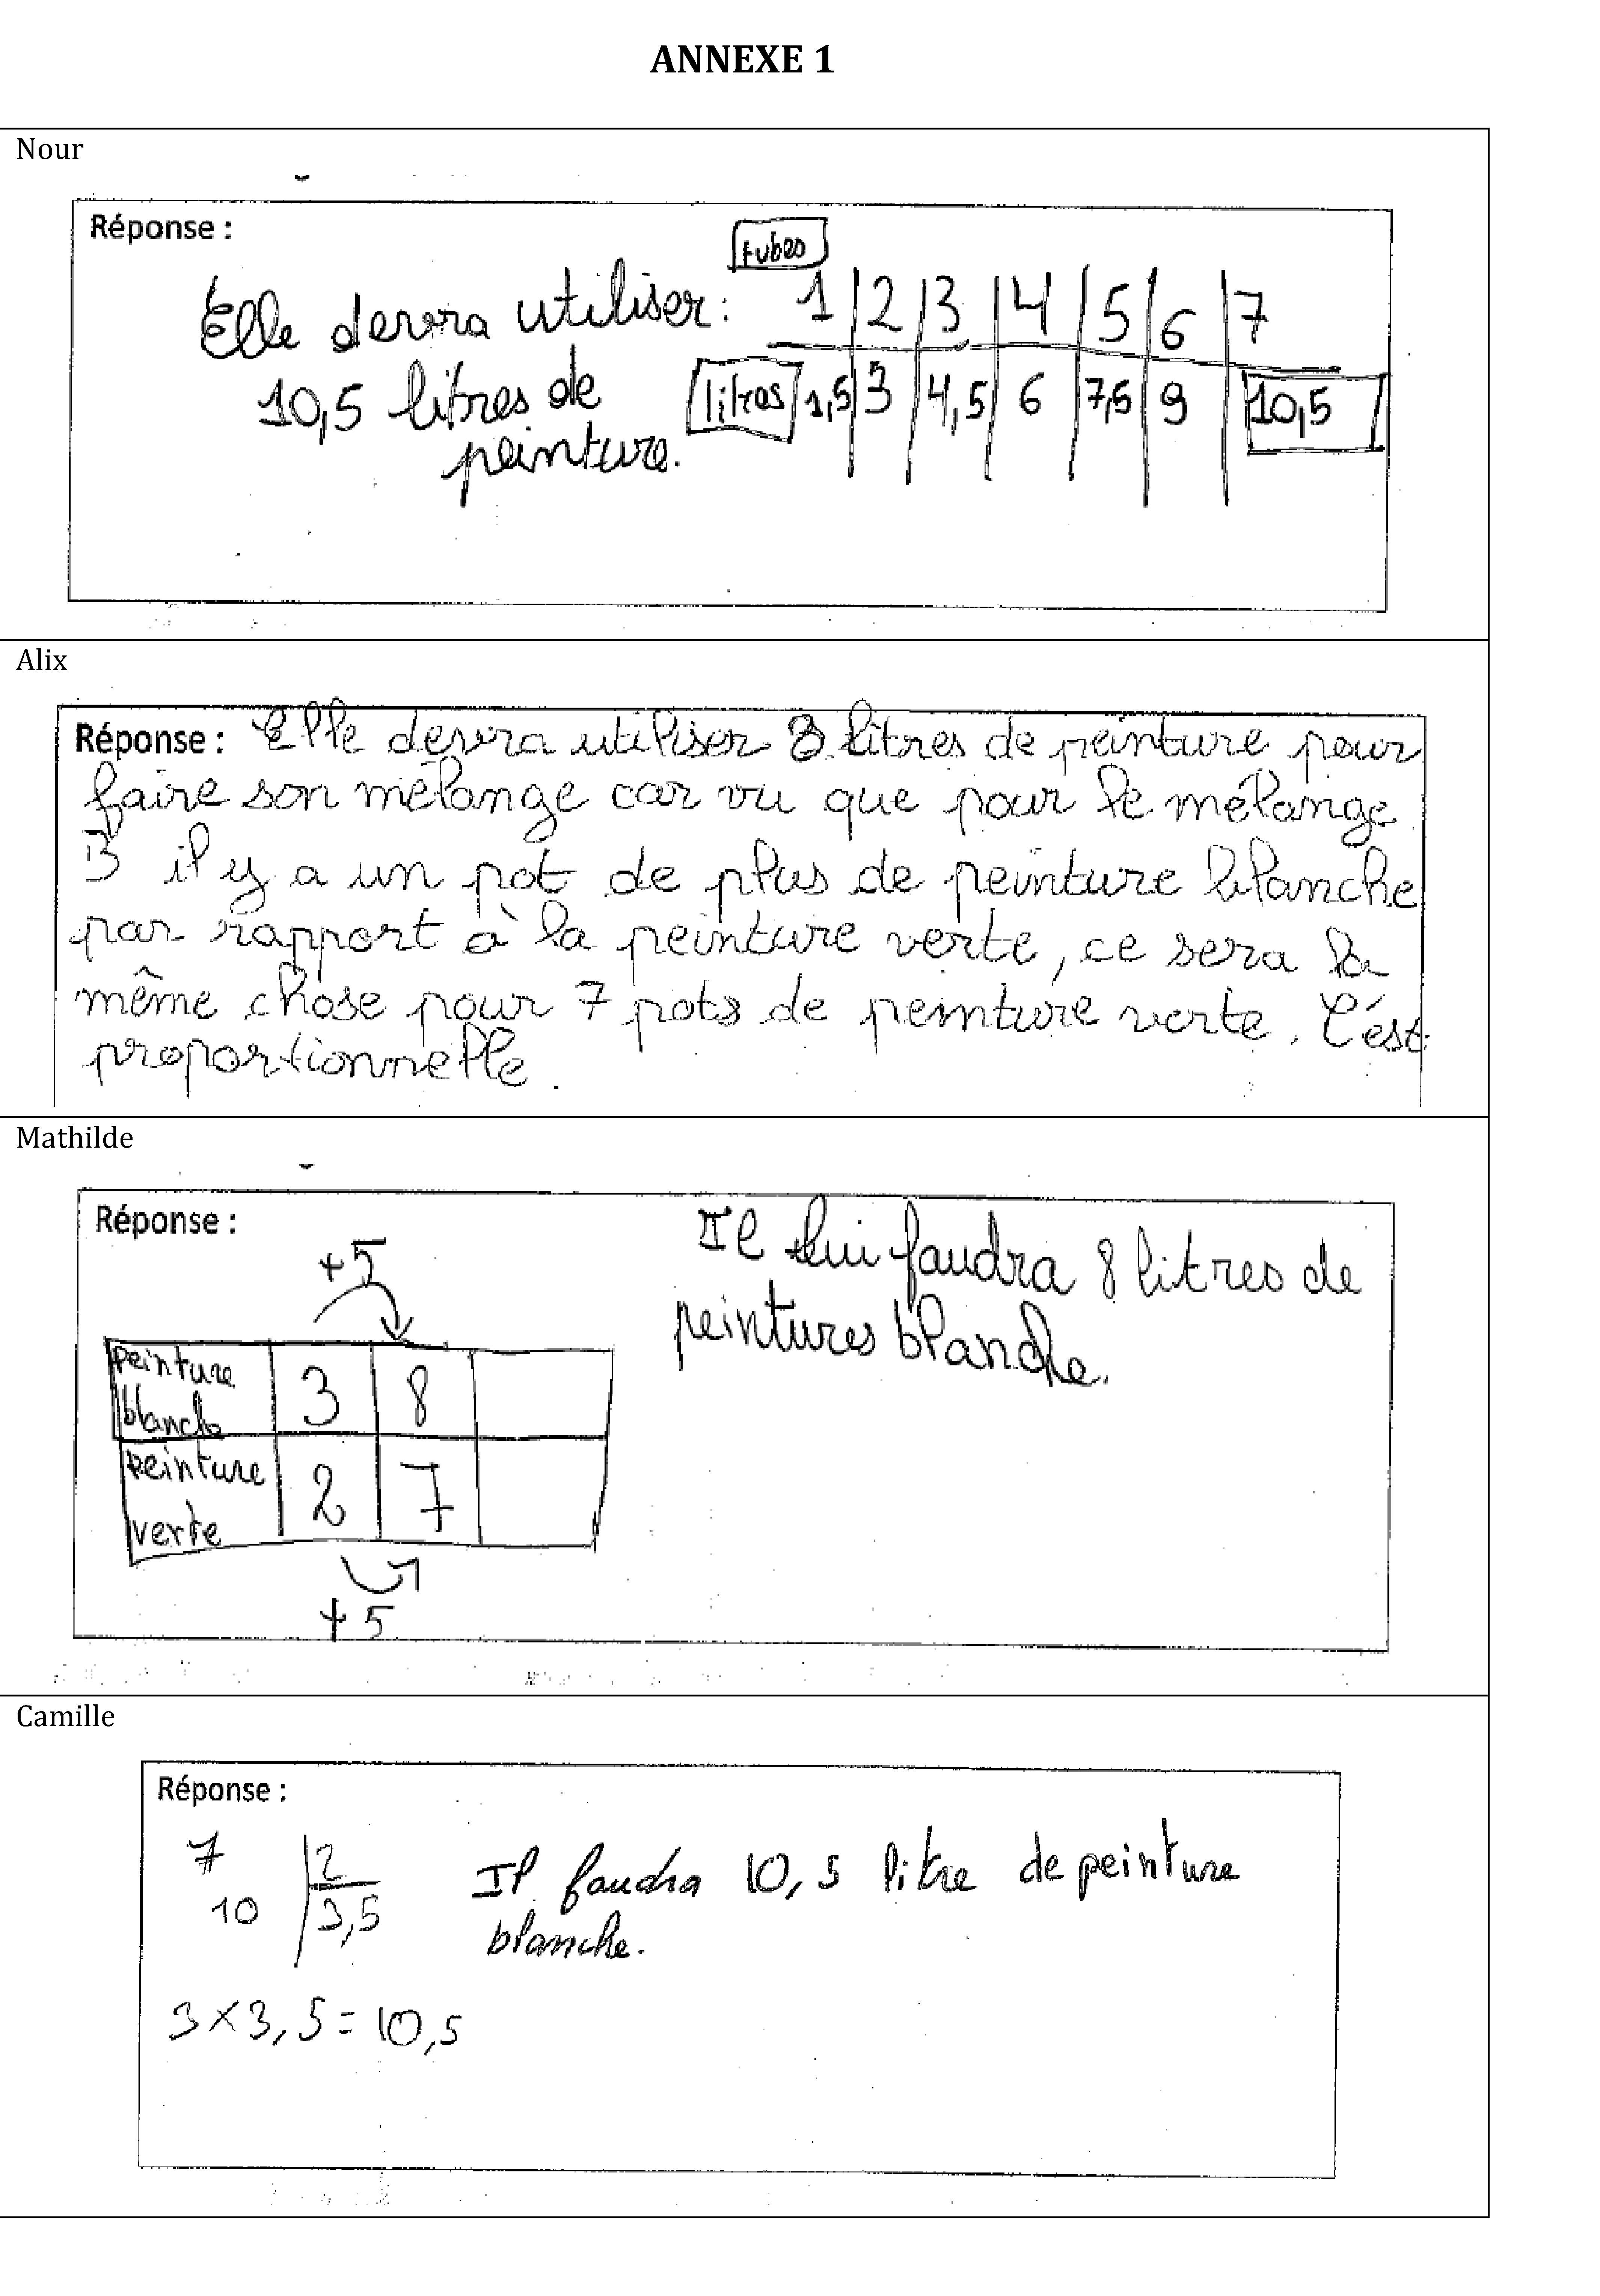 ANNEXE 1
Nour
Réponse :
tubes
Elle devra utiliser : 1 2 3 4 5 6 7
10,5 litres de
peinture.
litres 1,5 3 4,5 6 7,5 9 10,5
Alix
Réponse : Elle devra utiliser 8 litres de peinture pour
faire son mélange car vu que pour le mélange
B il y a un pot de plus de peinture blanche
par rapport à la peinture verte, ce sera la
même chose pour 7 pots de peinture verte. C'est
proportionnelle.
Mathilde
Réponse :
+5
Il lui faudra 8 litres de
peintures blanche.
peinture
blanche 3 8
peinture
verte 2 7
+5
Camille
Réponse :
7 2
10 3,5
Il faudra 10,5 litre de peinture
blanche.
3 x 3,5 = 10,5